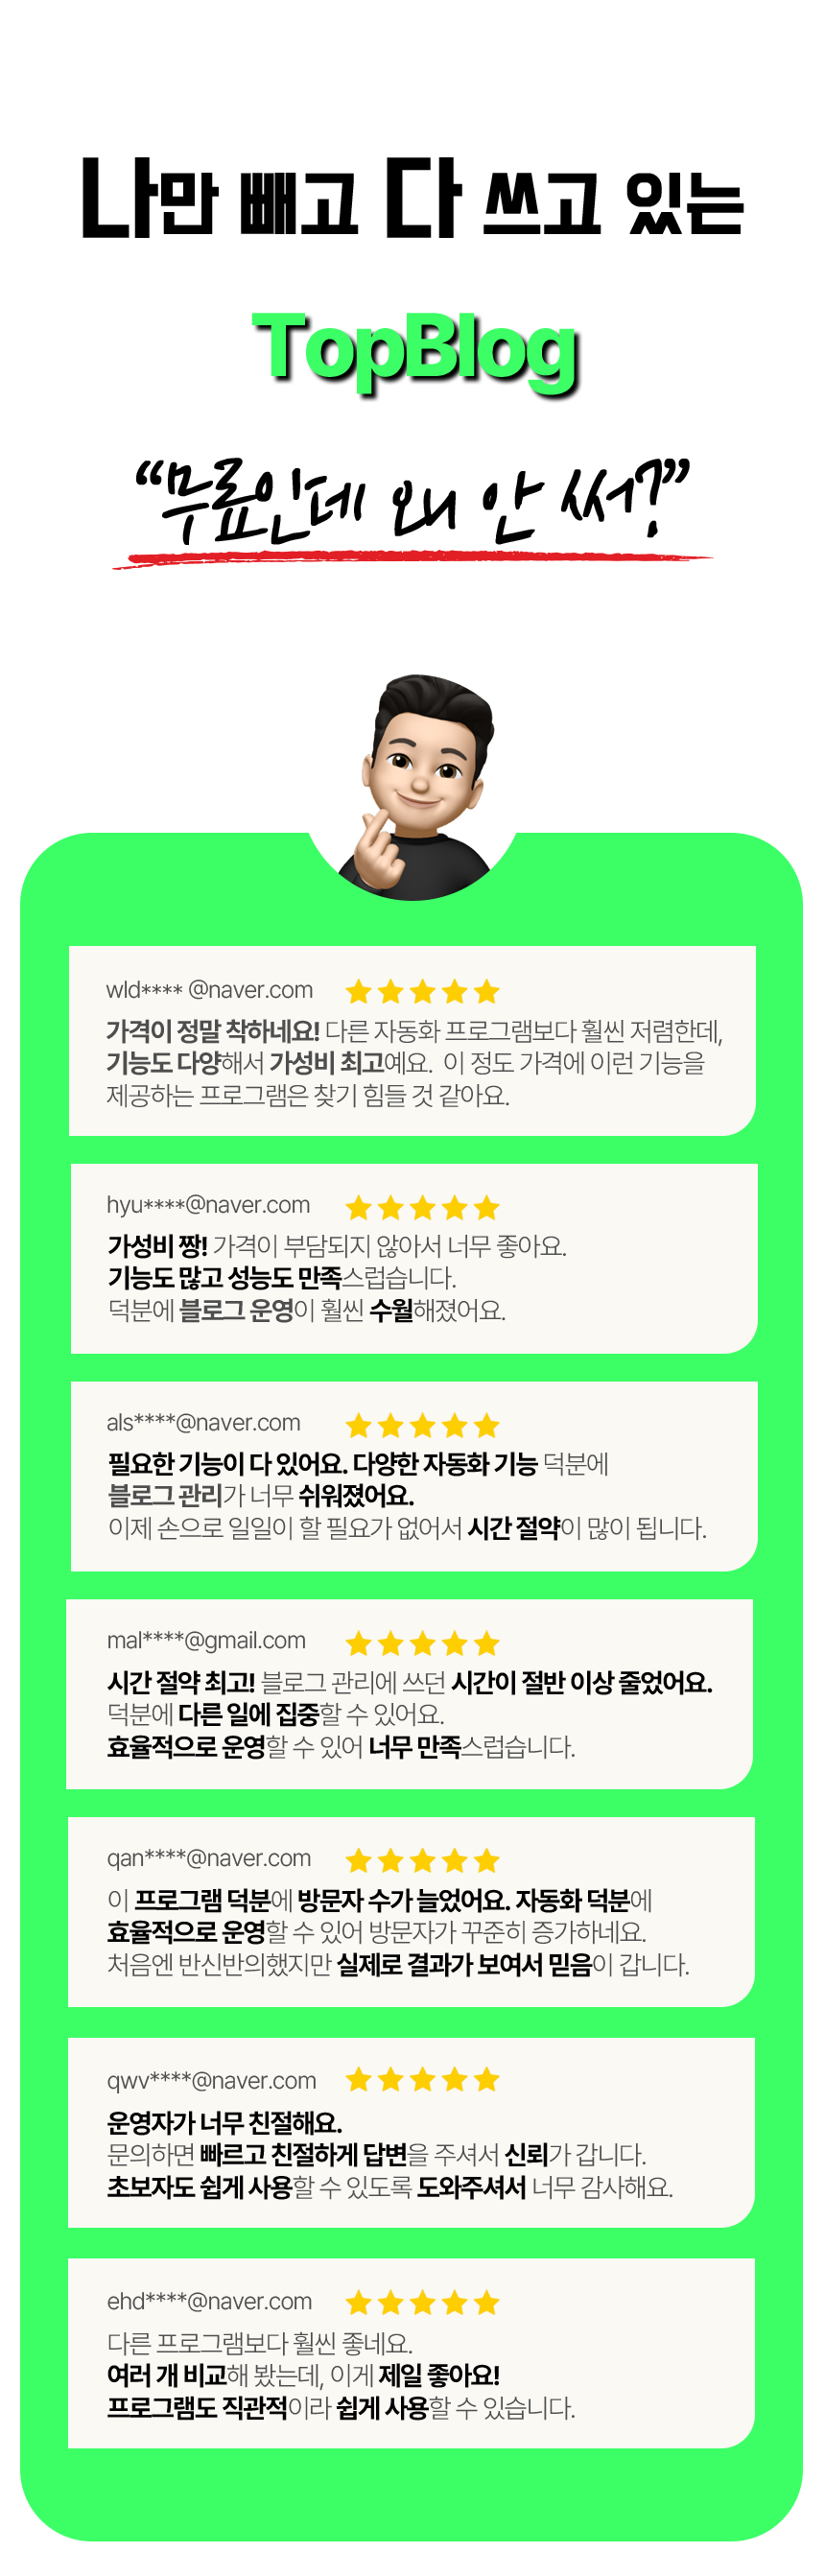 나만 빼고 다 쓰고 있는
TopBlog
“무료인데 왜 안 써?”
wld**** @naver.com
가격이 정말 착하네요! 다른 자동화 프로그램보다 훨씬 저렴한데,
기능도 다양해서 가성비 최고예요. 이 정도 가격에 이런 기능을
제공하는 프로그램은 찾기 힘들 것 같아요.
hyu****@naver.com
가성비 짱! 가격이 부담되지 않아서 너무 좋아요.
기능도 많고 성능도 만족스럽습니다.
덕분에 블로그 운영이 훨씬 수월해졌어요.
als****@naver.com
필요한 기능이 다 있어요. 다양한 자동화 기능 덕분에
블로그 관리가 너무 쉬워졌어요.
이제 손으로 일일이 할 필요가 없어서 시간 절약이 많이 됩니다.
mal****@gmail.com
시간 절약 최고! 블로그 관리에 쓰던 시간이 절반 이상 줄었어요.
덕분에 다른 일에 집중할 수 있어요.
효율적으로 운영할 수 있어 너무 만족스럽습니다.
qan****@naver.com
이 프로그램 덕분에 방문자 수가 늘었어요. 자동화 덕분에
효율적으로 운영할 수 있어 방문자가 꾸준히 증가하네요.
처음엔 반신반의했지만 실제로 결과가 보여서 믿음이 갑니다.
qwv****@naver.com
운영자가 너무 친절해요.
문의하면 빠르고 친절하게 답변을 주셔서 신뢰가 갑니다.
초보자도 쉽게 사용할 수 있도록 도와주셔서 너무 감사해요.
ehd****@naver.com
다른 프로그램보다 훨씬 좋네요.
여러 개 비교해 봤는데, 이게 제일 좋아요!
프로그램도 직관적이라 쉽게 사용할 수 있습니다.